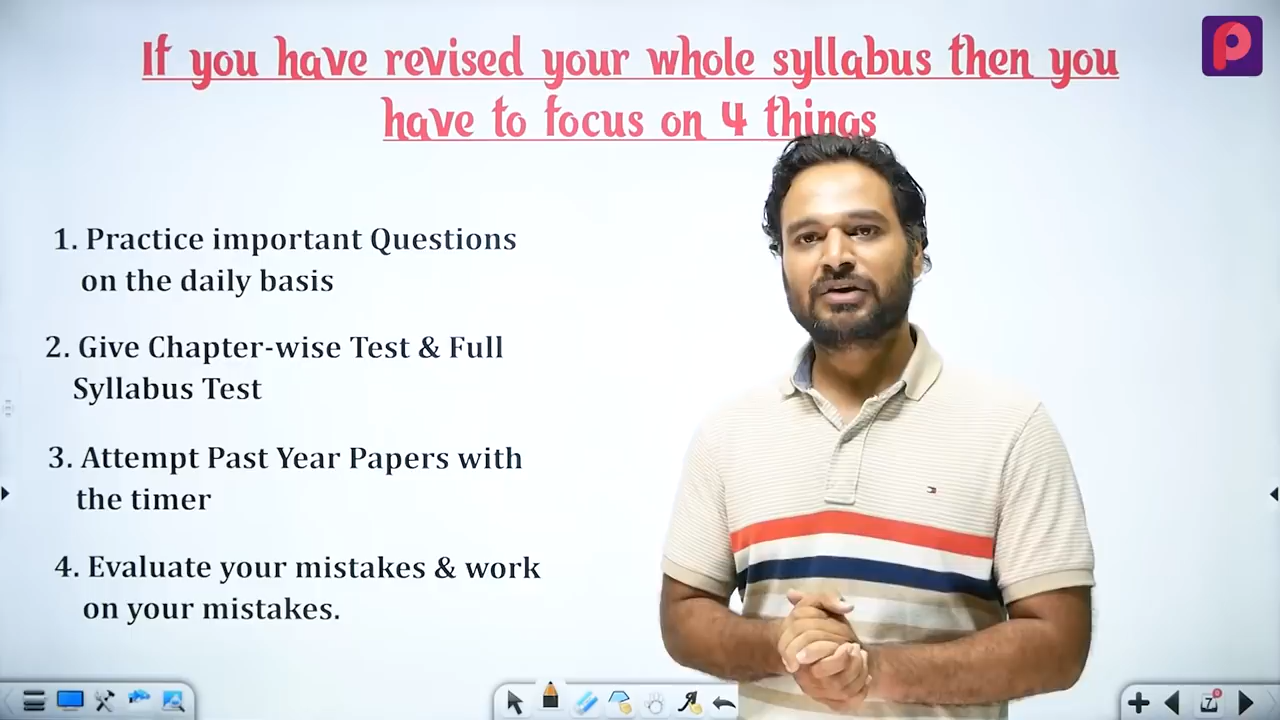 If you have revised your whole syllabus then you
have to focus on 4 things
1. Practice important Questions
on the daily basis
2. Give Chapter-wise Test & Full
Syllabus Test
3. Attempt Past Year Papers with
the timer
4. Evaluate your mistakes & work
on your mistakes.
7